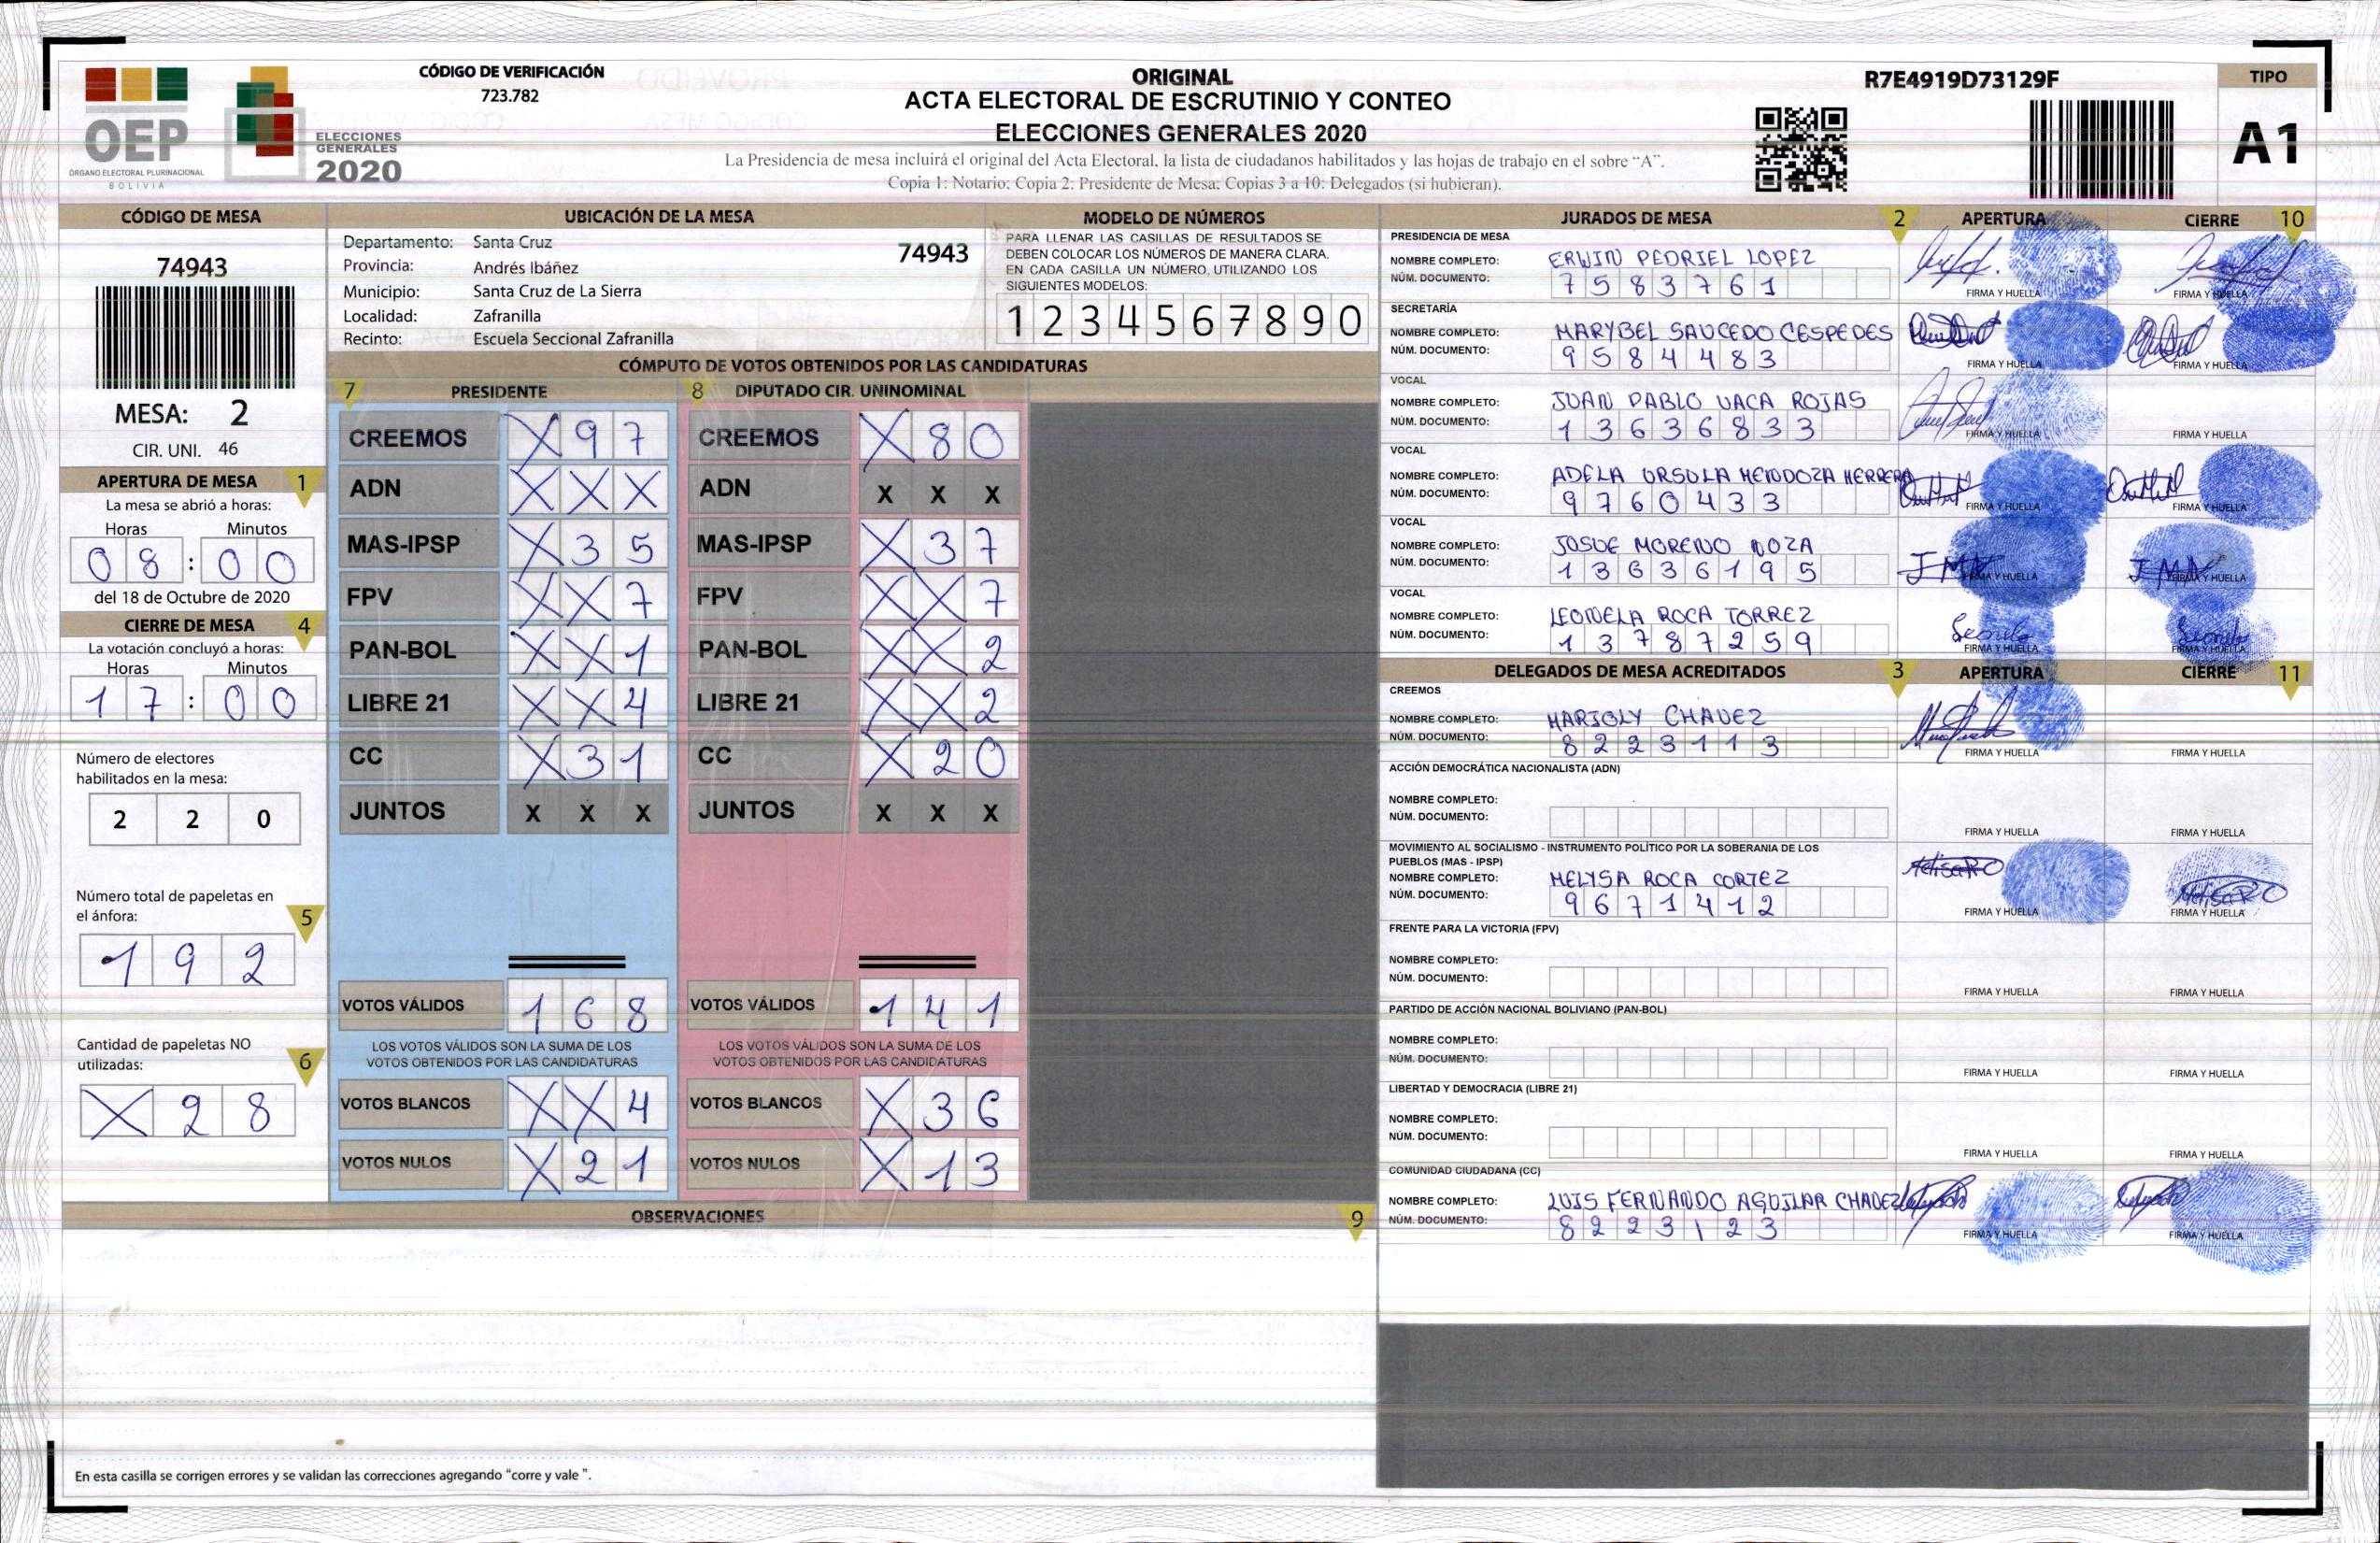 CÓDIGO DE VERIFICACIÓN
723.782
OEP
ÓRGANO ELECTORAL PLURINACIONAL
BOLIVIA
ELECCIONES
GENERALES
2020
ORIGINAL
ACTA ELECTORAL DE ESCRUTINIO Y CONTEO
ELECCIONES GENERALES 2020
La Presidencia de mesa incluirá el original del Acta Electoral, la lista de ciudadanos habilitados y las hojas de trabajo en el sobre “A”.
Copia 1: Notario; Copia 2: Presidente de Mesa; Copias 3 a 10: Delegados (si hubieran).
R7E4919D73129F
TIPO
A1
CÓDIGO DE MESA
74943
MESA: 2
CIR. UNI. 46
APERTURA DE MESA 1
La mesa se abrió a horas:
Horas Minutos
08:00
del 18 de Octubre de 2020
CIERRE DE MESA 4
La votación concluyó a horas:
Horas Minutos
17:00
Número de electores
habilitados en la mesa:
2 2 0
Número total de papeletas en
el ánfora: 5
1 9 2
Cantidad de papeletas NO
utilizadas: 6
X 2 8
UBICACIÓN DE LA MESA
Departamento: Santa Cruz 74943
Provincia: Andrés Ibáñez
Municipio: Santa Cruz de La Sierra
Localidad: Zafranilla
Recinto: Escuela Seccional Zafranilla
MODELO DE NÚMEROS
PARA LLENAR LAS CASILLAS DE RESULTADOS SE
DEBEN COLOCAR LOS NÚMEROS DE MANERA CLARA.
EN CADA CASILLA UN NÚMERO, UTILIZANDO LOS
SIGUIENTES MODELOS:
1 2 3 4 5 6 7 8 9 0
CÓMPUTO DE VOTOS OBTENIDOS POR LAS CANDIDATURAS
7 PRESIDENTE 8 DIPUTADO CIR. UNINOMINAL
CREEMOS X 9 7 CREEMOS X 8 0
ADN X X X ADN X X X
MAS-IPSP X 3 5 MAS-IPSP X 3 7
FPV X X 7 FPV X X 7
PAN-BOL X X 1 PAN-BOL X X 2
LIBRE 21 X X 4 LIBRE 21 X X 2
CC X 3 1 CC X 2 0
JUNTOS X X X JUNTOS X X X
VOTOS VÁLIDOS 1 6 8 VOTOS VÁLIDOS 1 4 1
LOS VOTOS VÁLIDOS SON LA SUMA DE LOS LOS VOTOS VÁLIDOS SON LA SUMA DE LOS
VOTOS OBTENIDOS POR LAS CANDIDATURAS VOTOS OBTENIDOS POR LAS CANDIDATURAS
VOTOS BLANCOS X X 4 VOTOS BLANCOS X 3 6
VOTOS NULOS X 2 1 VOTOS NULOS X 1 3
OBSERVACIONES 9
En esta casilla se corrigen errores y se validan las correcciones agregando “corre y vale ”.
JURADOS DE MESA 2 APERTURA CIERRE 10
PRESIDENCIA DE MESA
NOMBRE COMPLETO: ERWIN PEDRIEL LOPEZ
NÚM. DOCUMENTO: 7583761
FIRMA Y HUELLA FIRMA Y HUELLA
SECRETARÍA
NOMBRE COMPLETO: MARYBEL SAUCEDO CESPEDES
NÚM. DOCUMENTO: 9584483
FIRMA Y HUELLA FIRMA Y HUELLA
VOCAL
NOMBRE COMPLETO: JUAN PABLO VACA ROJAS
NÚM. DOCUMENTO: 13636833
FIRMA Y HUELLA FIRMA Y HUELLA
VOCAL
NOMBRE COMPLETO: ADELA URSULA MENDOZA HERRERA
NÚM. DOCUMENTO: 9760433
FIRMA Y HUELLA FIRMA Y HUELLA
VOCAL
NOMBRE COMPLETO: JOSUE MORENO NOZA
NÚM. DOCUMENTO: 13636195
FIRMA Y HUELLA FIRMA Y HUELLA
VOCAL
NOMBRE COMPLETO: LEONELA ROCA TORREZ
NÚM. DOCUMENTO: 13787259
FIRMA Y HUELLA FIRMA Y HUELLA
DELEGADOS DE MESA ACREDITADOS 3 APERTURA CIERRE 11
CREEMOS
NOMBRE COMPLETO: MARJOLY CHAVEZ
NÚM. DOCUMENTO: 8223113
FIRMA Y HUELLA FIRMA Y HUELLA
ACCIÓN DEMOCRÁTICA NACIONALISTA (ADN)
NOMBRE COMPLETO:
NÚM. DOCUMENTO:
FIRMA Y HUELLA FIRMA Y HUELLA
MOVIMIENTO AL SOCIALISMO - INSTRUMENTO POLÍTICO POR LA SOBERANIA DE LOS
PUEBLOS (MAS - IPSP)
NOMBRE COMPLETO: MELYSA ROCA CORTEZ
NÚM. DOCUMENTO: 9671412
FIRMA Y HUELLA FIRMA Y HUELLA
FRENTE PARA LA VICTORIA (FPV)
NOMBRE COMPLETO:
NÚM. DOCUMENTO:
FIRMA Y HUELLA FIRMA Y HUELLA
PARTIDO DE ACCIÓN NACIONAL BOLIVIANO (PAN-BOL)
NOMBRE COMPLETO:
NÚM. DOCUMENTO:
FIRMA Y HUELLA FIRMA Y HUELLA
LIBERTAD Y DEMOCRACIA (LIBRE 21)
NOMBRE COMPLETO:
NÚM. DOCUMENTO:
FIRMA Y HUELLA FIRMA Y HUELLA
COMUNIDAD CIUDADANA (CC)
NOMBRE COMPLETO: LUIS FERNANDO AGUILAR CHAVEZ
NÚM. DOCUMENTO: 8223123
FIRMA Y HUELLA FIRMA Y HUELLA